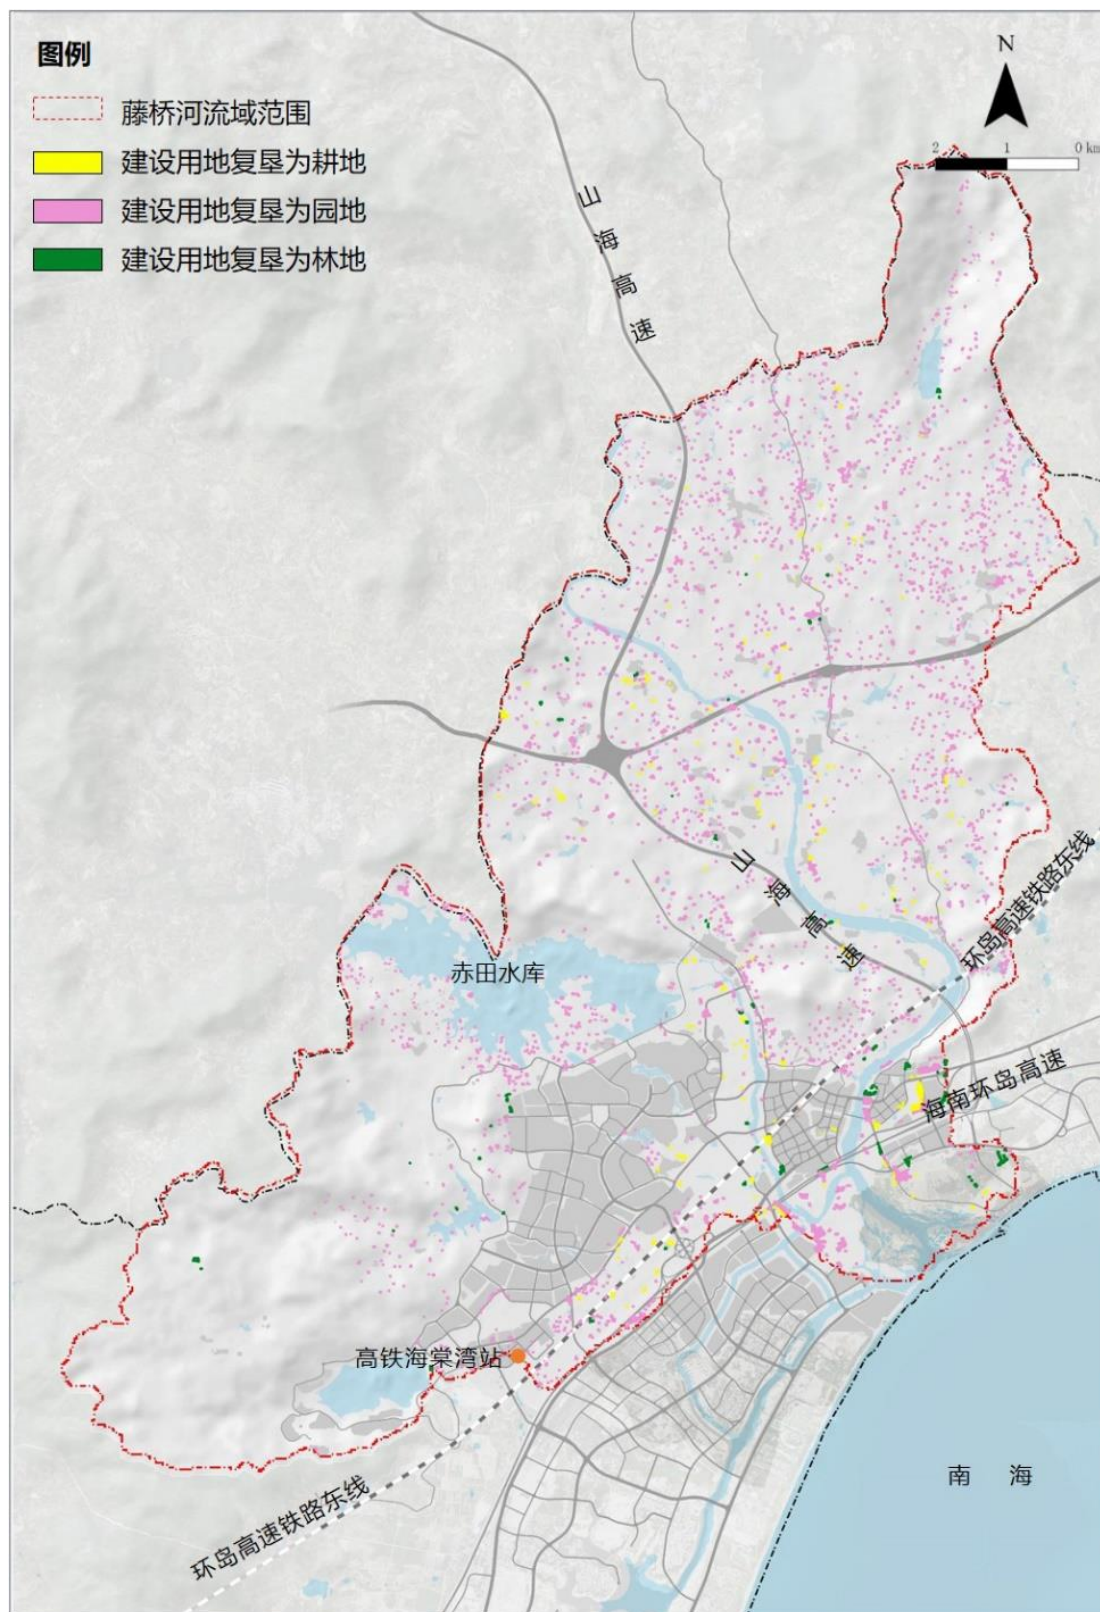 图例
藤桥河流域范围
建设用地复垦为耕地
建设用地复垦为园地
建设用地复垦为林地
N
2 1 0 km
山海高速
山海高速
环岛高速铁路东线
赤田水库
海南环岛高速
高铁海棠湾站
南海
环岛高速铁路东线